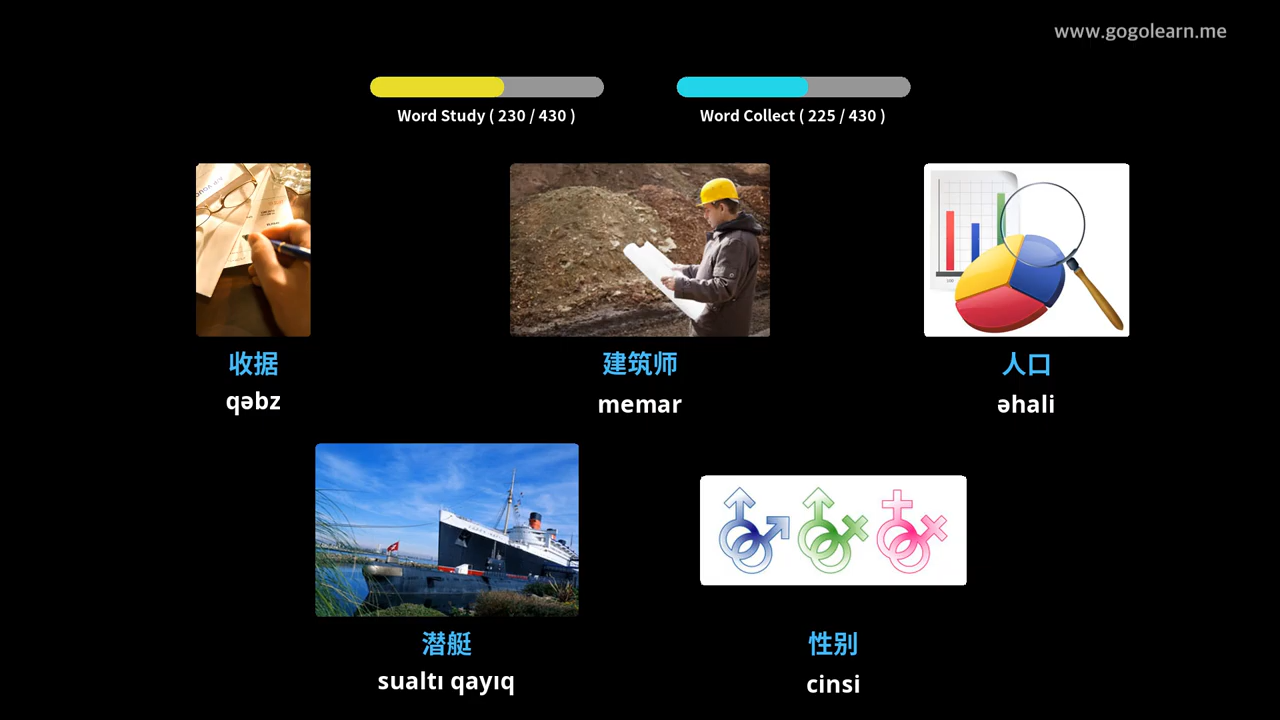 www.gogolearn.me
Word Study ( 230 / 430 )
Word Collect ( 225 / 430 )
收据
qəbz
建筑师
memar
人口
əhali
潜艇
sualtı qayıq
性别
cinsi